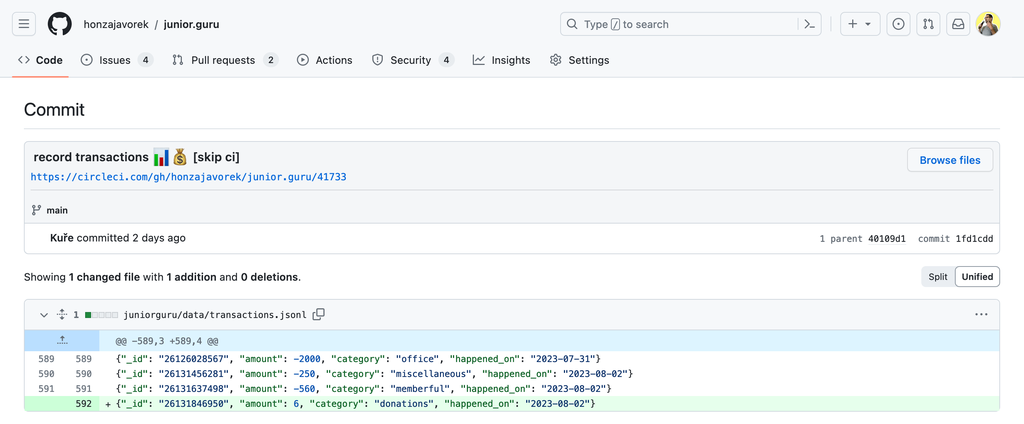 honzajavorek / junior.guru
Type / to search
Code
Issues 4
Pull requests 2
Actions
Security 4
Insights
Settings
Commit
record transactions 📊💰 [skip ci]
Browse files
https://circleci.com/gh/honzajavorek/junior.guru/41733
main
Kuře committed 2 days ago
1 parent 40109d1 commit 1fd1cdd
Showing 1 changed file with 1 addition and 0 deletions.
Split Unified
1 juniorguru/data/transactions.jsonl
@@ -589,3 +589,4 @@
589 589 {"_id": "26126028567", "amount": -2000, "category": "office", "happened_on": "2023-07-31"}
590 590 {"_id": "26131456281", "amount": -250, "category": "miscellaneous", "happened_on": "2023-08-02"}
591 591 {"_id": "26131637498", "amount": -560, "category": "memberful", "happened_on": "2023-08-02"}
592 + {"_id": "26131846950", "amount": 6, "category": "donations", "happened_on": "2023-08-02"}